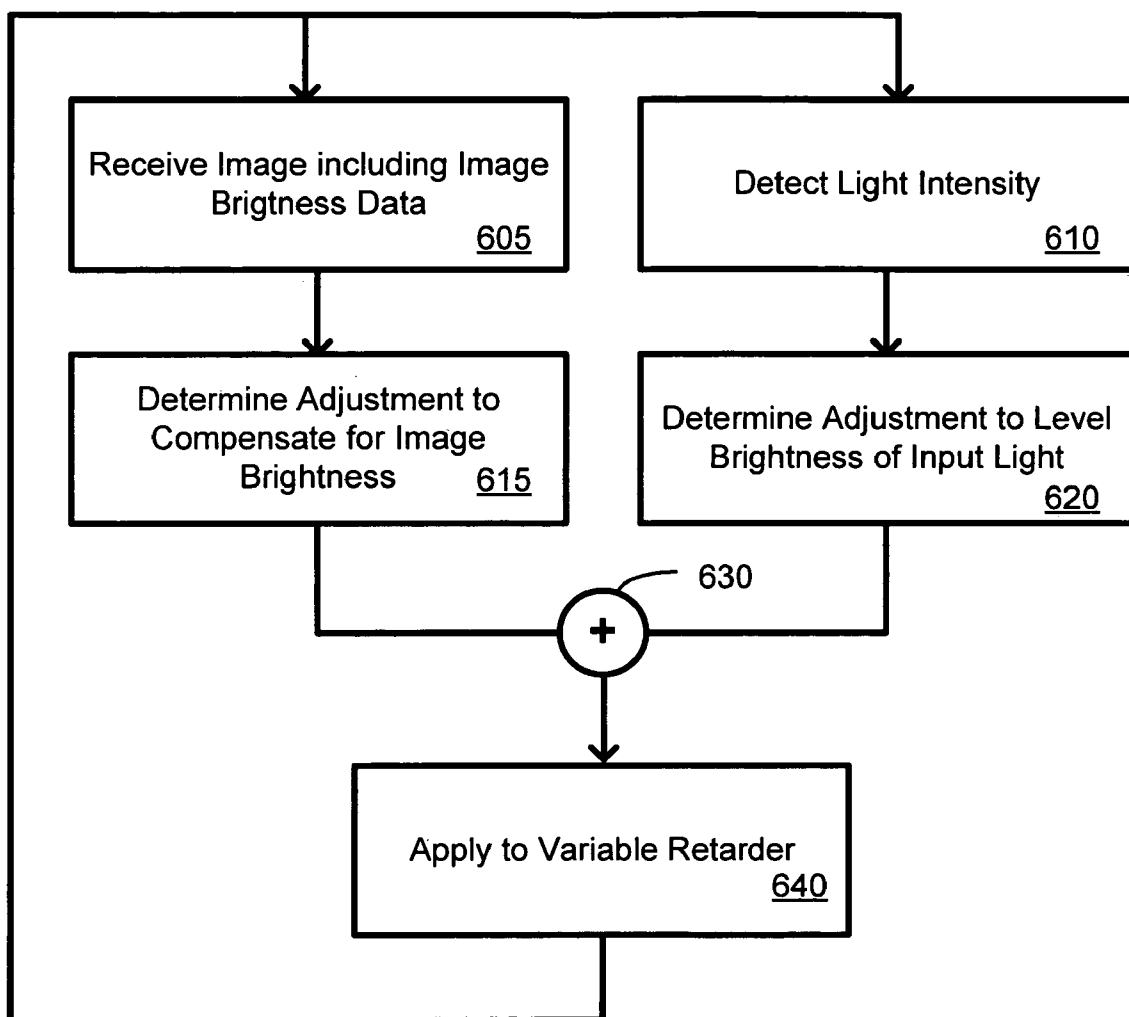 Receive Image including Image
Brigtness Data
605
Detect Light Intensity
610
Determine Adjustment to
Compensate for Image
Brightness
615
Determine Adjustment to Level
Brightness of Input Light
620
630
+
Apply to Variable Retarder
640